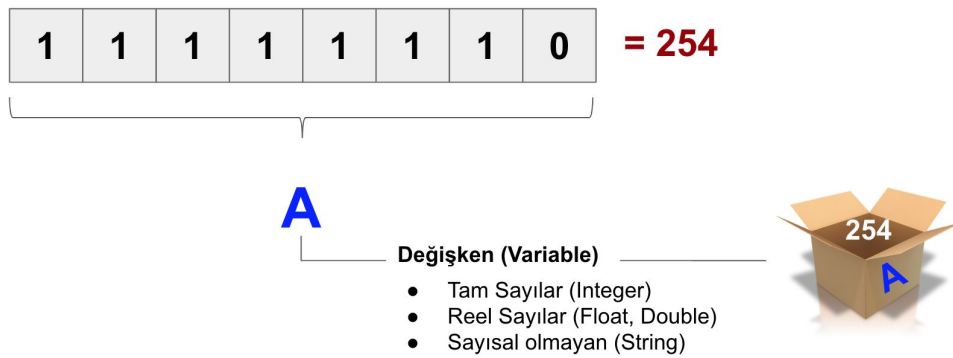 1 1 1 1 1 1 1 0 = 254
A
254
A
Değişken (Variable)
● Tam Sayılar (Integer)
● Reel Sayılar (Float, Double)
● Sayısal olmayan (String)